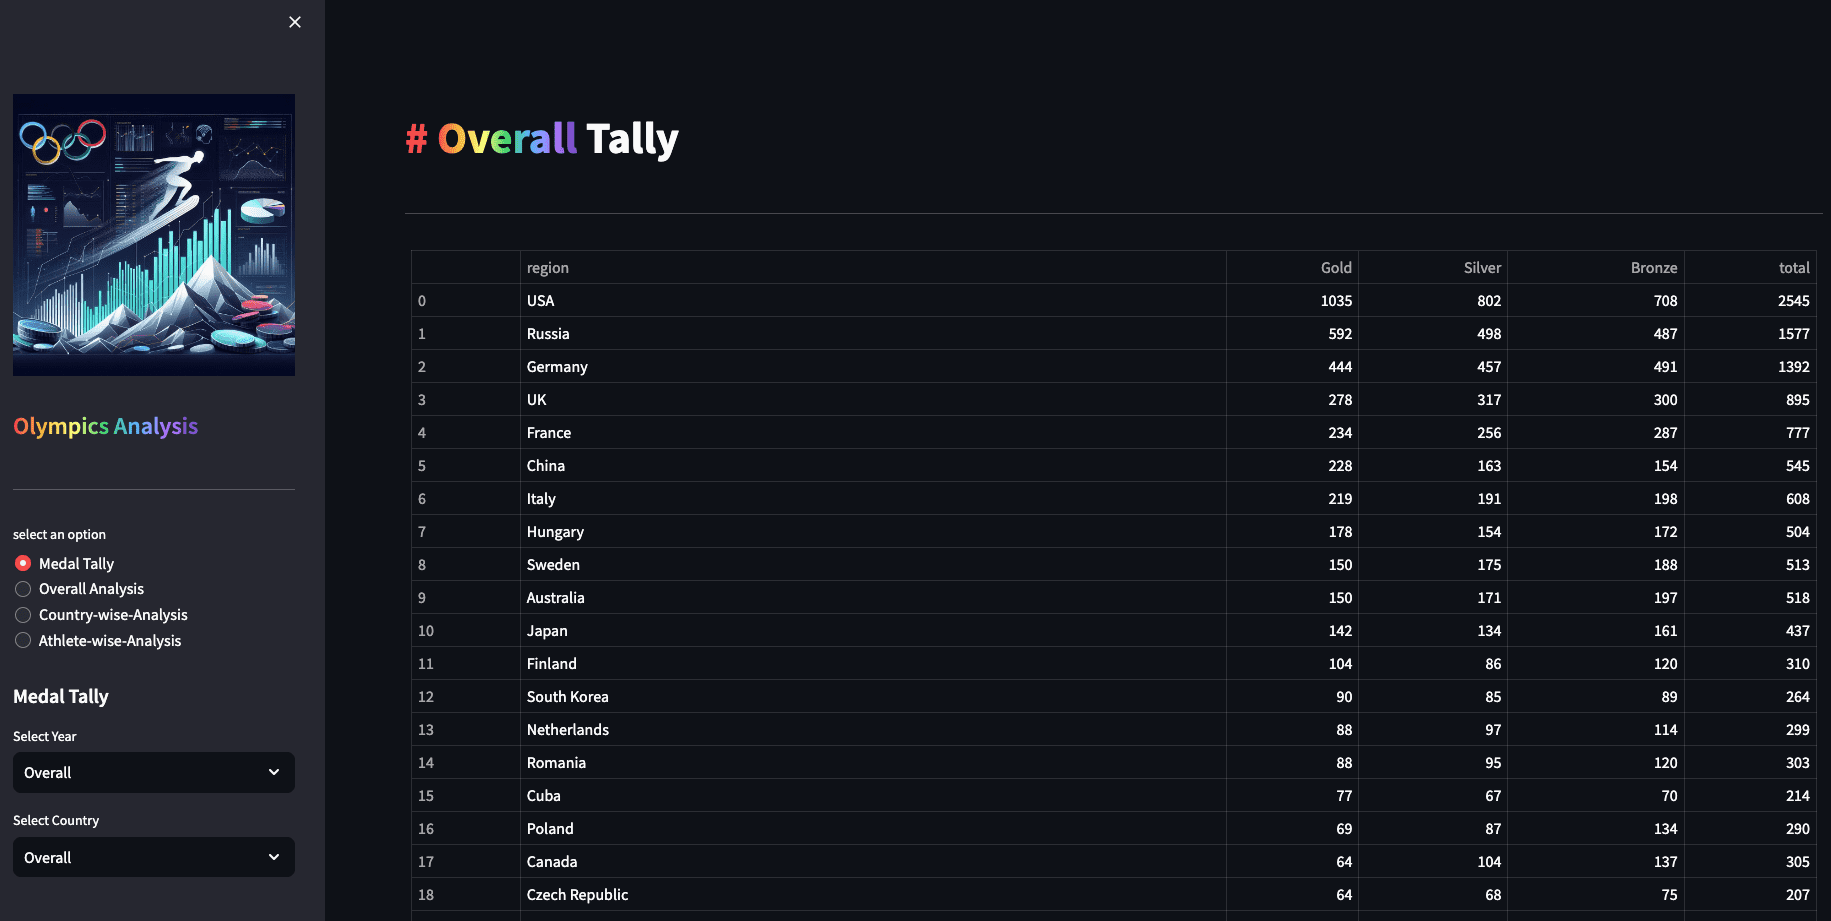 Olympics Analysis
select an option
Medal Tally
Overall Analysis
Country-wise-Analysis
Athlete-wise-Analysis
Medal Tally
Select Year
Overall
Select Country
Overall
# Overall Tally
region Gold Silver Bronze total
0 USA 1035 802 708 2545
1 Russia 592 498 487 1577
2 Germany 444 457 491 1392
3 UK 278 317 300 895
4 France 234 256 287 777
5 China 228 163 154 545
6 Italy 219 191 198 608
7 Hungary 178 154 172 504
8 Sweden 150 175 188 513
9 Australia 150 171 197 518
10 Japan 142 134 161 437
11 Finland 104 86 120 310
12 South Korea 90 85 89 264
13 Netherlands 88 97 114 299
14 Romania 88 95 120 303
15 Cuba 77 67 70 214
16 Poland 69 87 134 290
17 Canada 64 104 137 305
18 Czech Republic 64 68 75 207